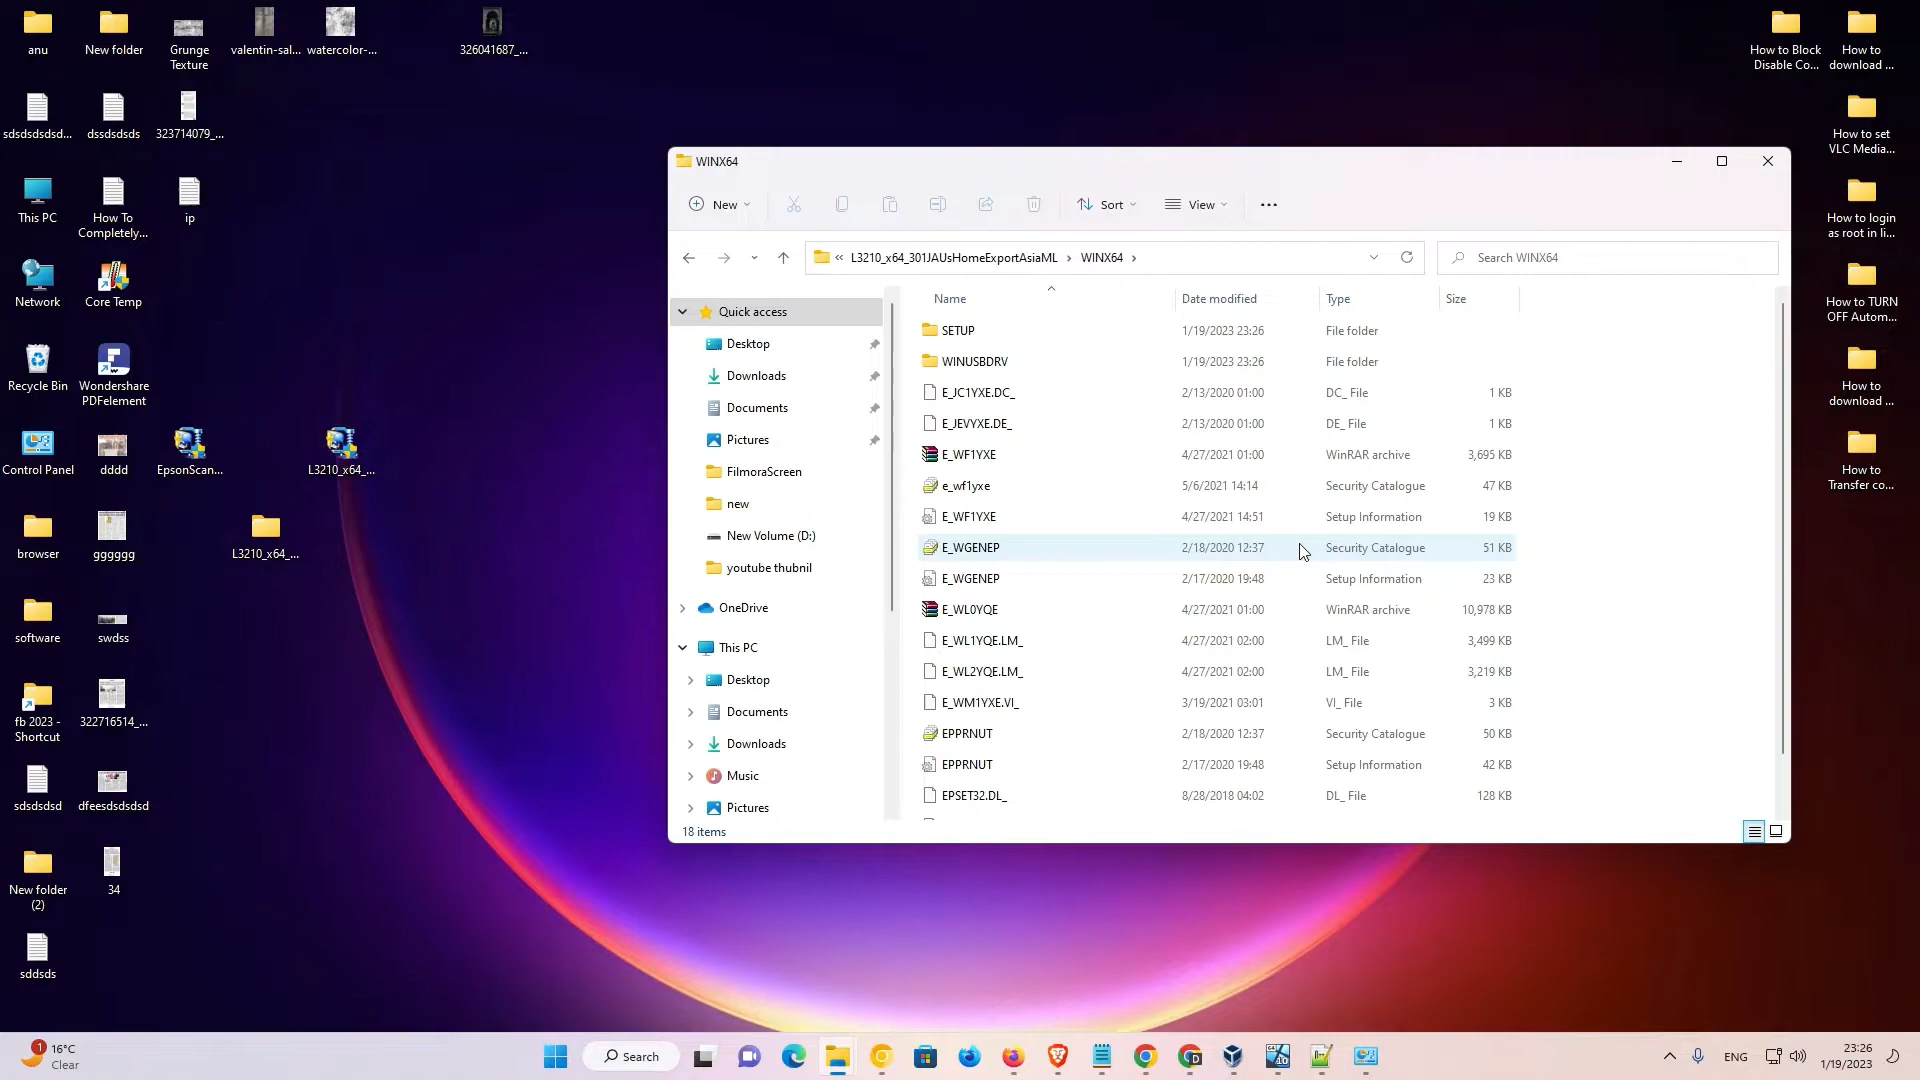 anu
New folder
Grunge
Texture
valentin-sal...
watercolor-...
326041687_...
How to Block
Disable Co...
How to
download ...
sdsdsdsdsd...
dssdsdsds
323714079_...
How to set
VLC Media...
This PC
How To
Completely...
ip
How to login
as root in li...
Network
Core Temp
How to TURN
OFF Autom...
Recycle Bin
Wondershare
PDFelement
How to
download ...
Control Panel
dddd
EpsonScan...
L3210_x64_...
How to
Transfer co...
browser
gggggg
L3210_x64_...
software
swdss
fb 2023 -
Shortcut
322716514_...
sdsdsdsd
dfeesdsdsdsd
New folder
(2)
34
sddsds
WINX64
New
Sort
View
« L3210_x64_301JAUsHomeExportAsiaML > WINX64 >
Search WINX64
Quick access
Desktop
Downloads
Documents
Pictures
FilmoraScreen
new
New Volume (D:)
youtube thubnil
OneDrive
This PC
Desktop
Documents
Downloads
Music
Pictures
Name Date modified Type Size
SETUP 1/19/2023 23:26 File folder
WINUSBDRV 1/19/2023 23:26 File folder
E_JC1YXE.DC_ 2/13/2020 01:00 DC_ File 1 KB
E_JEVYXE.DE_ 2/13/2020 01:00 DE_ File 1 KB
E_WF1YXE 4/27/2021 01:00 WinRAR archive 3,695 KB
e_wf1yxe 5/6/2021 14:14 Security Catalogue 47 KB
E_WF1YXE 4/27/2021 14:51 Setup Information 19 KB
E_WGENEP 2/18/2020 12:37 Security Catalogue 51 KB
E_WGENEP 2/17/2020 19:48 Setup Information 23 KB
E_WL0YQE 4/27/2021 01:00 WinRAR archive 10,978 KB
E_WL1YQE.LM_ 4/27/2021 02:00 LM_ File 3,499 KB
E_WL2YQE.LM_ 4/27/2021 02:00 LM_ File 3,219 KB
E_WM1YXE.VI_ 3/19/2021 03:01 VI_ File 3 KB
EPPRNUT 2/18/2020 12:37 Security Catalogue 50 KB
EPPRNUT 2/17/2020 19:48 Setup Information 42 KB
EPSET32.DL_ 8/28/2018 04:02 DL_ File 128 KB
18 items
1
16°C
Clear
Search
ENG
23:26
1/19/2023